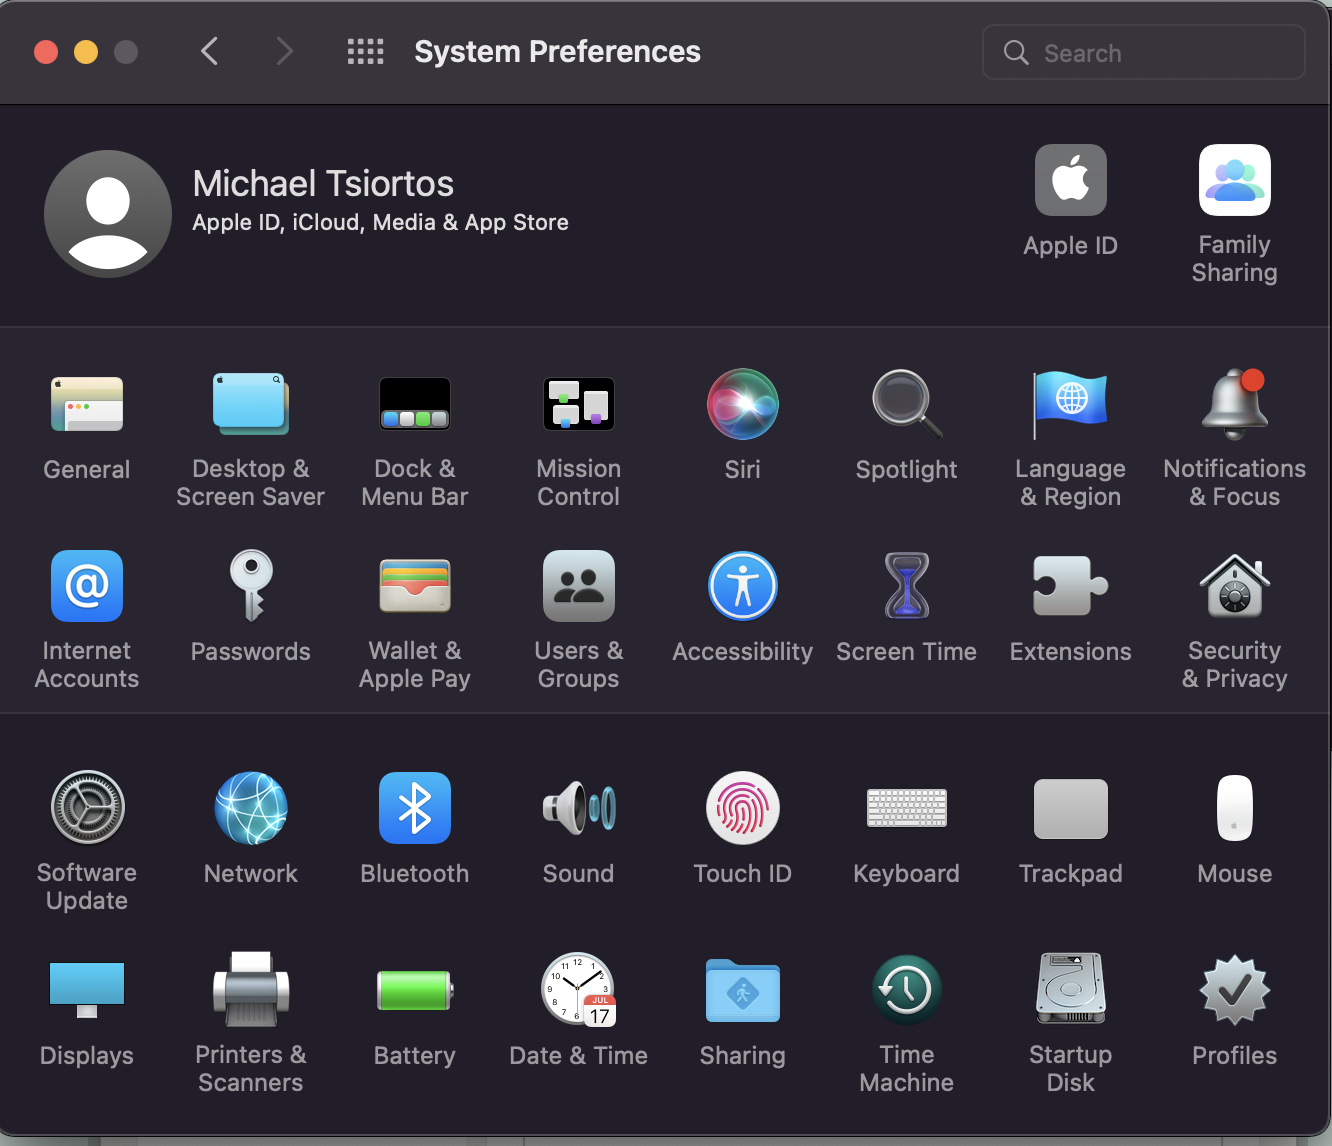 System Preferences
Search
Michael Tsiortos
Apple ID, iCloud, Media & App Store
Apple ID
Family
Sharing
General
Desktop &
Screen Saver
Dock &
Menu Bar
Mission
Control
Siri
Spotlight
Language
& Region
Notifications
& Focus
Internet
Accounts
Passwords
Wallet &
Apple Pay
Users &
Groups
Accessibility
Screen Time
Extensions
Security
& Privacy
Software
Update
Network
Bluetooth
Sound
Touch ID
Keyboard
Trackpad
Mouse
Displays
Printers &
Scanners
Battery
JUL
17
Date & Time
Sharing
Time
Machine
Startup
Disk
Profiles